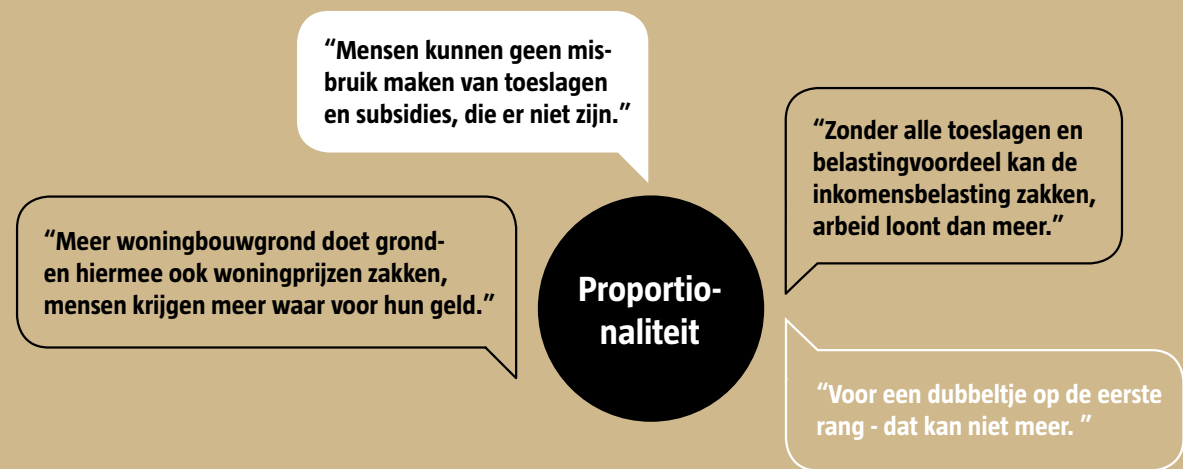 “Mensen kunnen geen mis-
bruik maken van toeslagen
en subsidies, die er niet zijn.”
“Zonder alle toeslagen en
belastingvoordeel kan de
inkomensbelasting zakken,
arbeid loont dan meer.”
“Meer woningbouwgrond doet grond-
en hiermee ook woningprijzen zakken,
mensen krijgen meer waar voor hun geld.”
Proportio-
naliteit
“Voor een dubbeltje op de eerste
rang - dat kan niet meer. ”